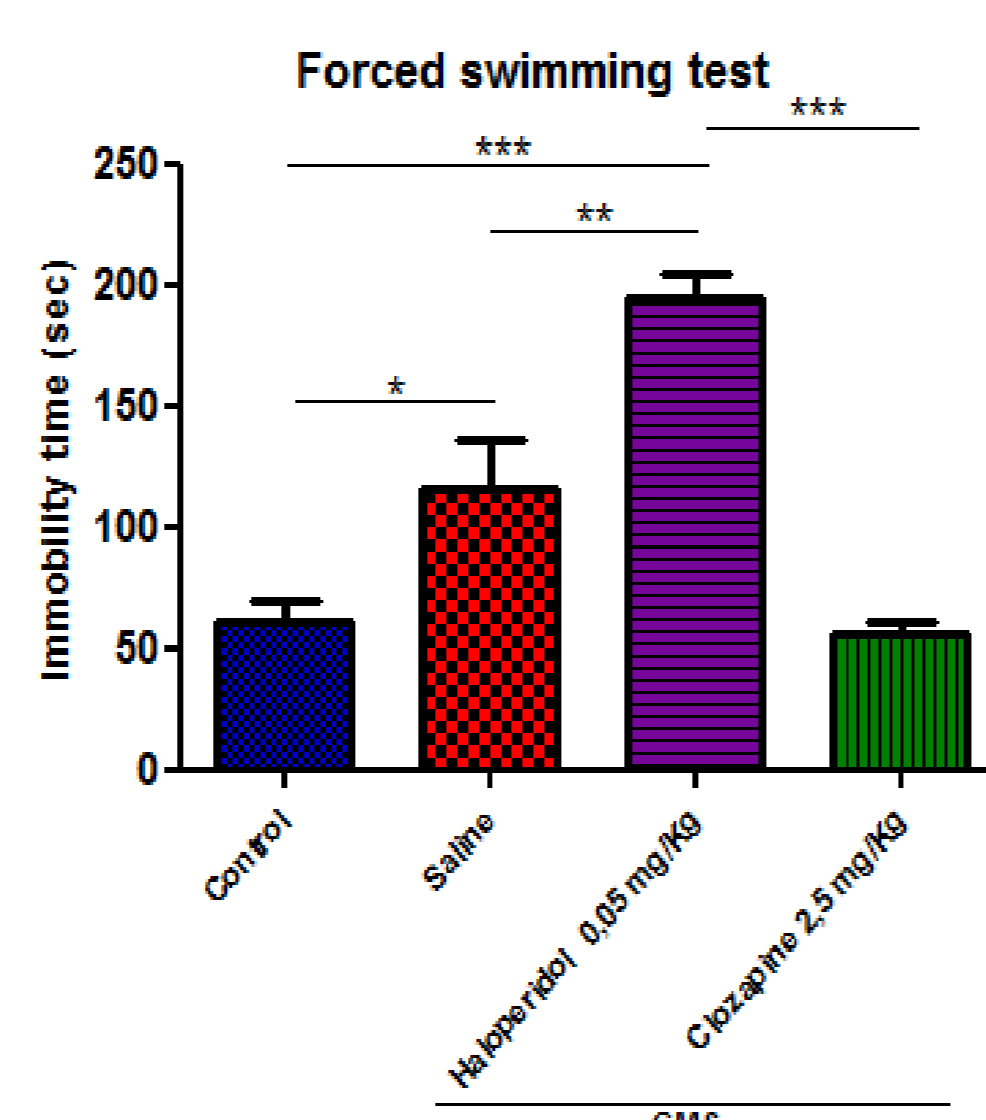 Forced swimming test
***
***
**
*
250
200
150
100
50
0
Immobility time (sec)
Control
Saline
Haloperidol 0,05 mg/Kg
Clozapine 2,5 mg/Kg